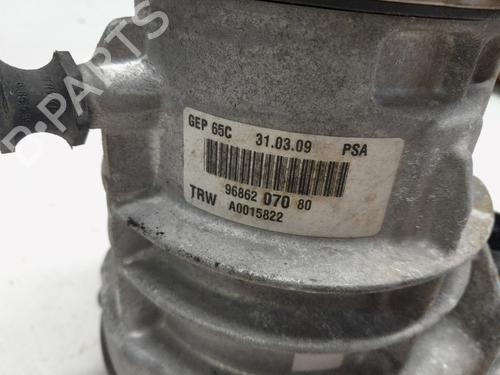 GEP 65C 31.03.09 PSA
96862 070 80
TRW A0015822
B-PARTS